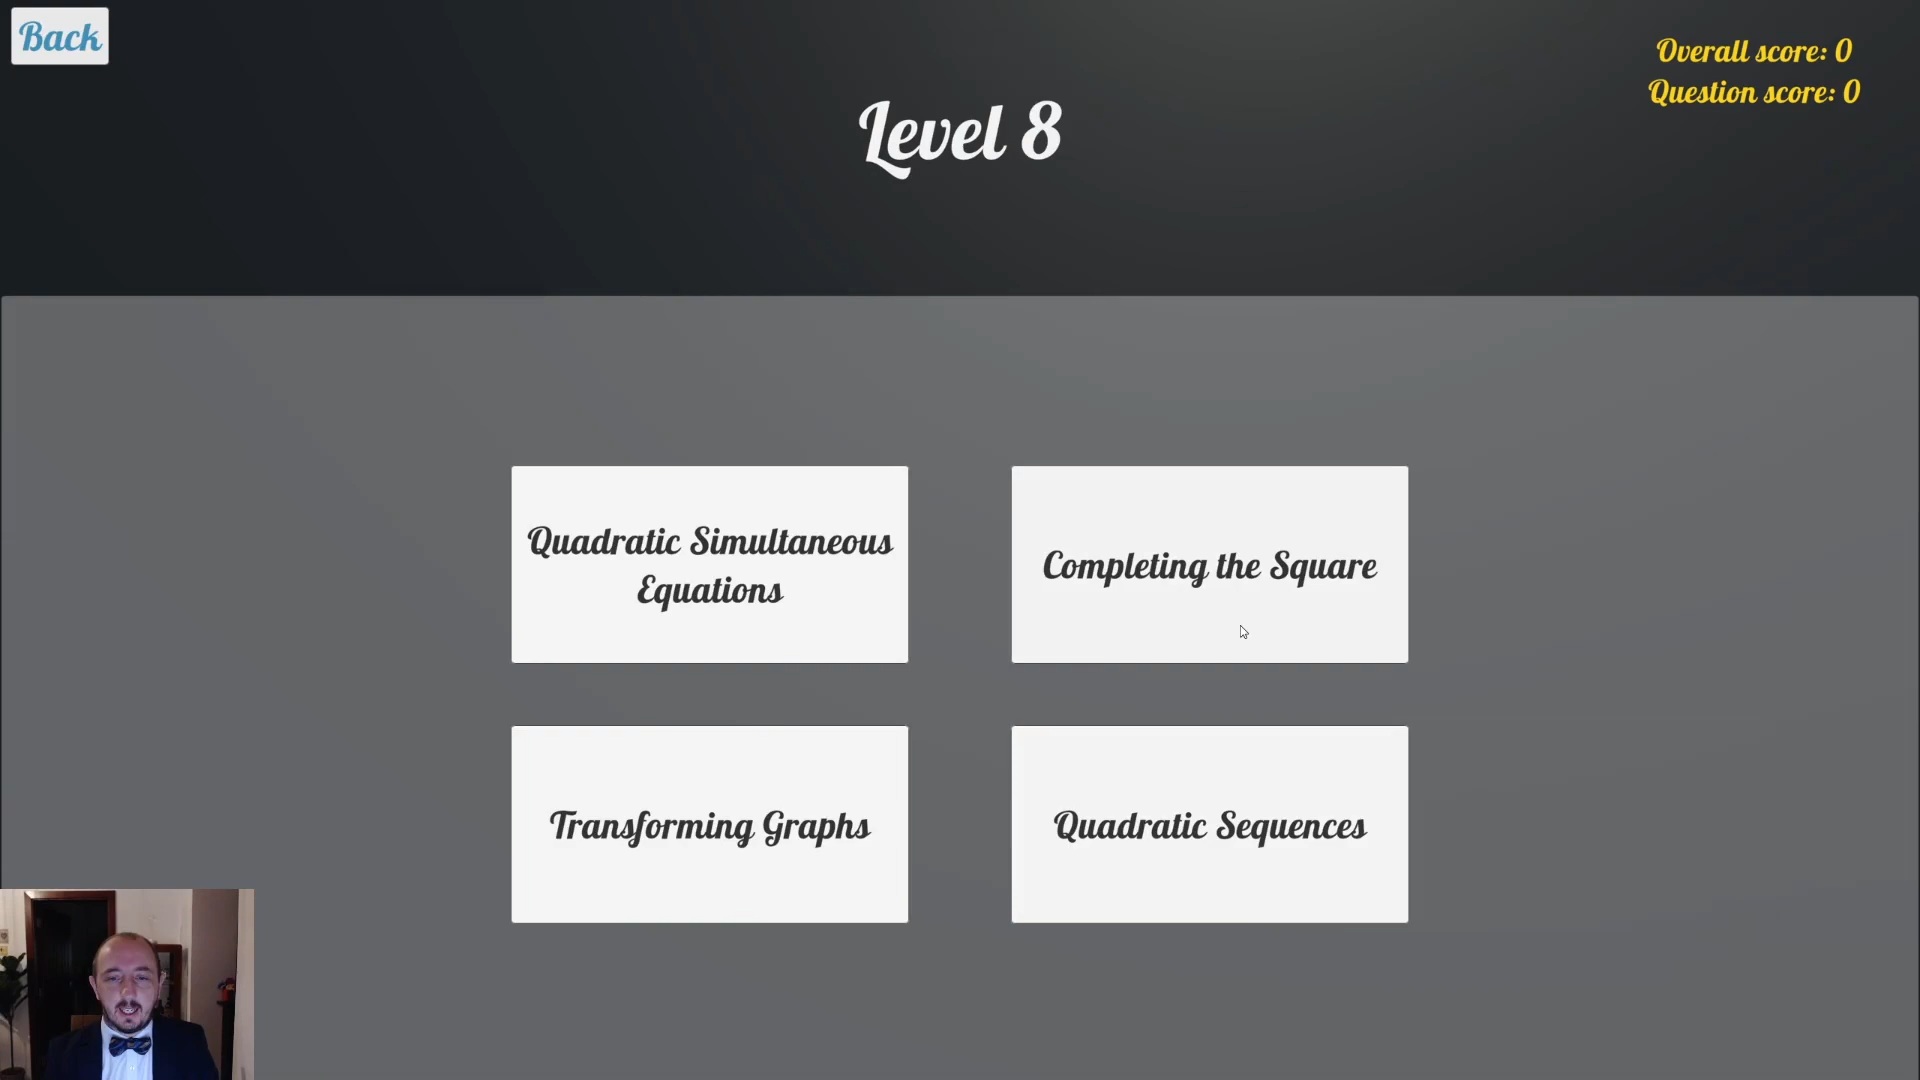 Back
Overall score: 0
Question score: 0
Level 8
Quadratic Simultaneous
Equations
Completing the Square
Transforming Graphs
Quadratic Sequences